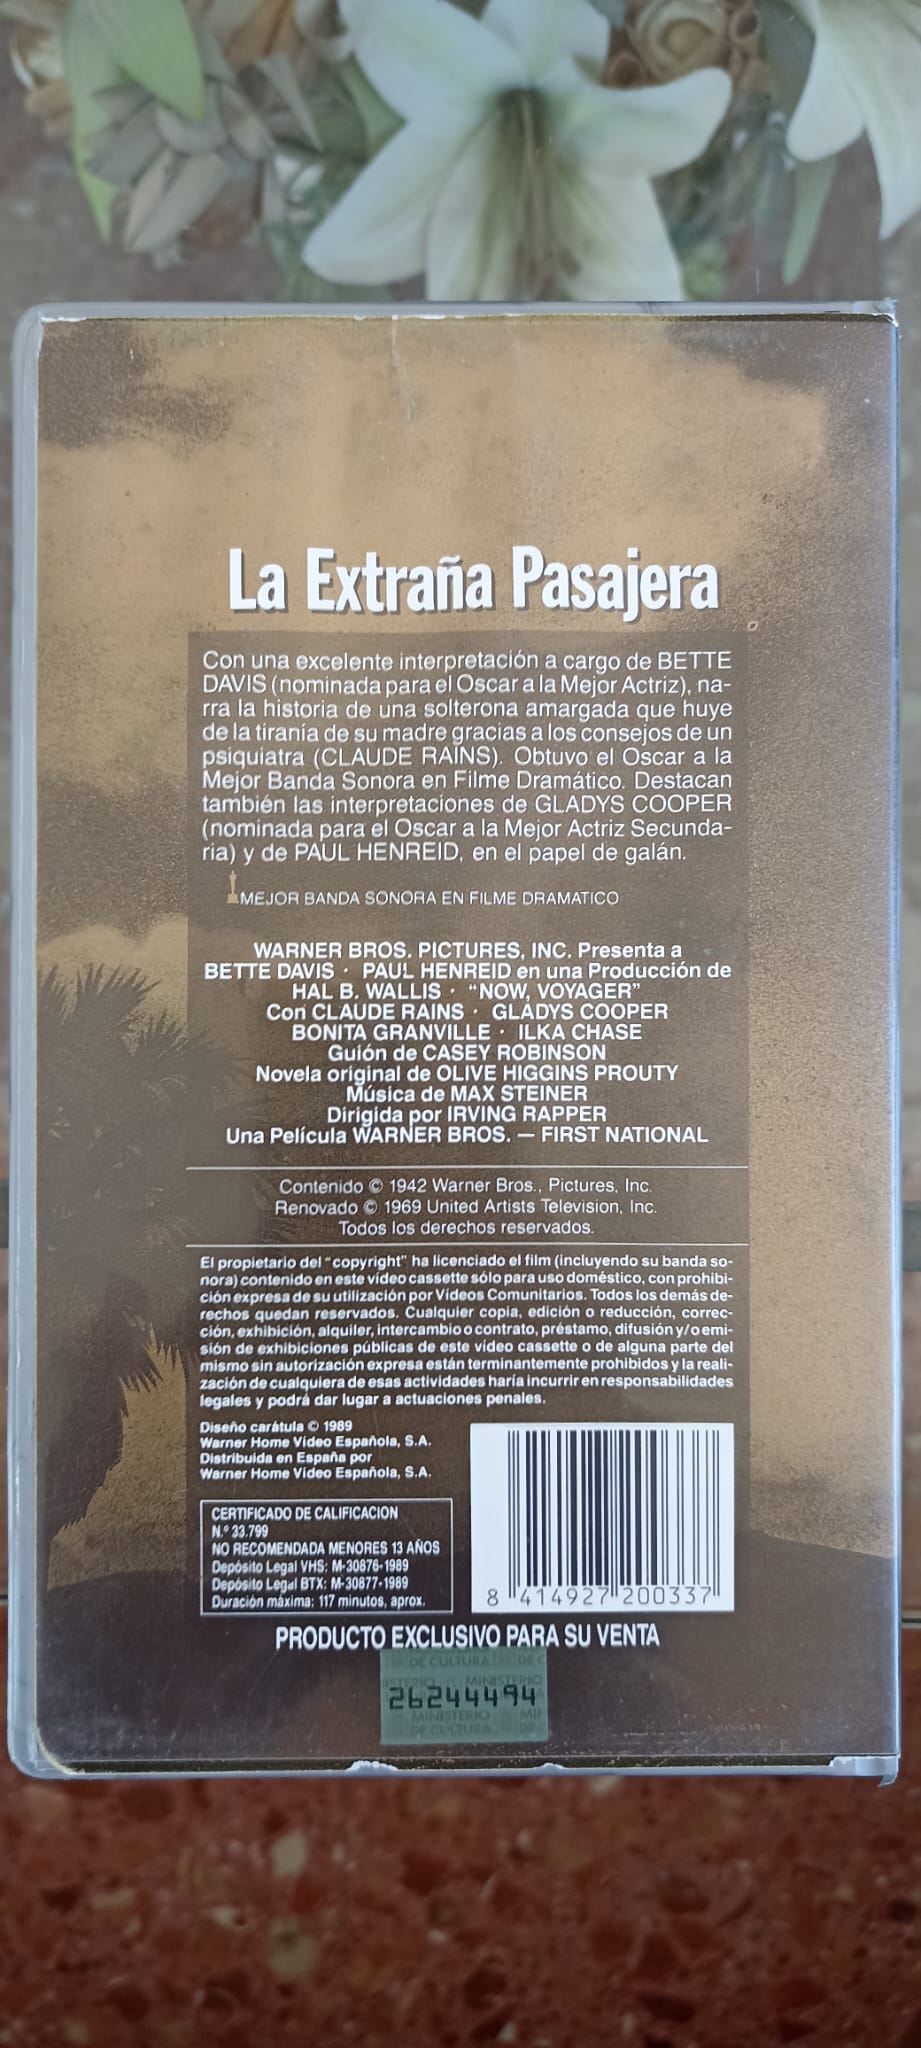 La Extraña Pasajera
Con una excelente interpretación a cargo de BETTE
DAVIS (nominada para el Oscar a la Mejor Actriz), na-
rra la historia de una solterona amargada que huye
de la tiranía de su madre gracias a los consejos de un
psiquiatra (CLAUDE RAINS). Obtuvo el Oscar a la
Mejor Banda Sonora en Filme Dramático. Destacan
también las interpretaciones de GLADYS COOPER
(nominada para el Oscar a la Mejor Actriz Secunda-
ria) y de PAUL HENREID, en el papel de galán.
MEJOR BANDA SONORA EN FILME DRAMATICO
WARNER BROS. PICTURES, INC. Presenta a
BETTE DAVIS · PAUL HENREID en una Producción de
HAL B. WALLIS · “NOW, VOYAGER”
Con CLAUDE RAINS · GLADYS COOPER
BONITA GRANVILLE · ILKA CHASE
Guión de CASEY ROBINSON
Novela original de OLIVE HIGGINS PROUTY
Música de MAX STEINER
Dirigida por IRVING RAPPER
Una Película WARNER BROS. — FIRST NATIONAL
Contenido © 1942 Warner Bros., Pictures, Inc.
Renovado © 1969 United Artists Television, Inc.
Todos los derechos reservados.
El propietario del “copyright” ha licenciado el film (incluyendo su banda so-
nora) contenido en este vídeo cassette sólo para uso doméstico, con prohibi-
ción expresa de su utilización por Vídeos Comunitarios. Todos los demás de-
rechos quedan reservados. Cualquier copia, edición o reducción, correc-
ción, exhibición, alquiler, intercambio o contrato, préstamo, difusión y/o emi-
sión de exhibiciones públicas de este vídeo cassette o de alguna parte del
mismo sin autorización expresa están terminantemente prohibidos y la reali-
zación de cualquiera de esas actividades haría incurrir en responsabilidades
legales y podrá dar lugar a actuaciones penales.
Diseño carátula © 1989
Warner Home Vídeo Española, S.A.
Distribuida en España por
Warner Home Vídeo Española, S.A.
CERTIFICADO DE CALIFICACION
N.º 33.799
NO RECOMENDADA MENORES 13 AÑOS
Depósito Legal VHS: M-30876-1989
Depósito Legal BTX: M-30877-1989
Duración máxima: 117 minutos, aprox.
8 414927 200337
PRODUCTO EXCLUSIVO PARA SU VENTA
DE CULTURA DE C
ISTERIO MINISTERIO
26244494
MINISTERIO MI
DE CULTURA DE